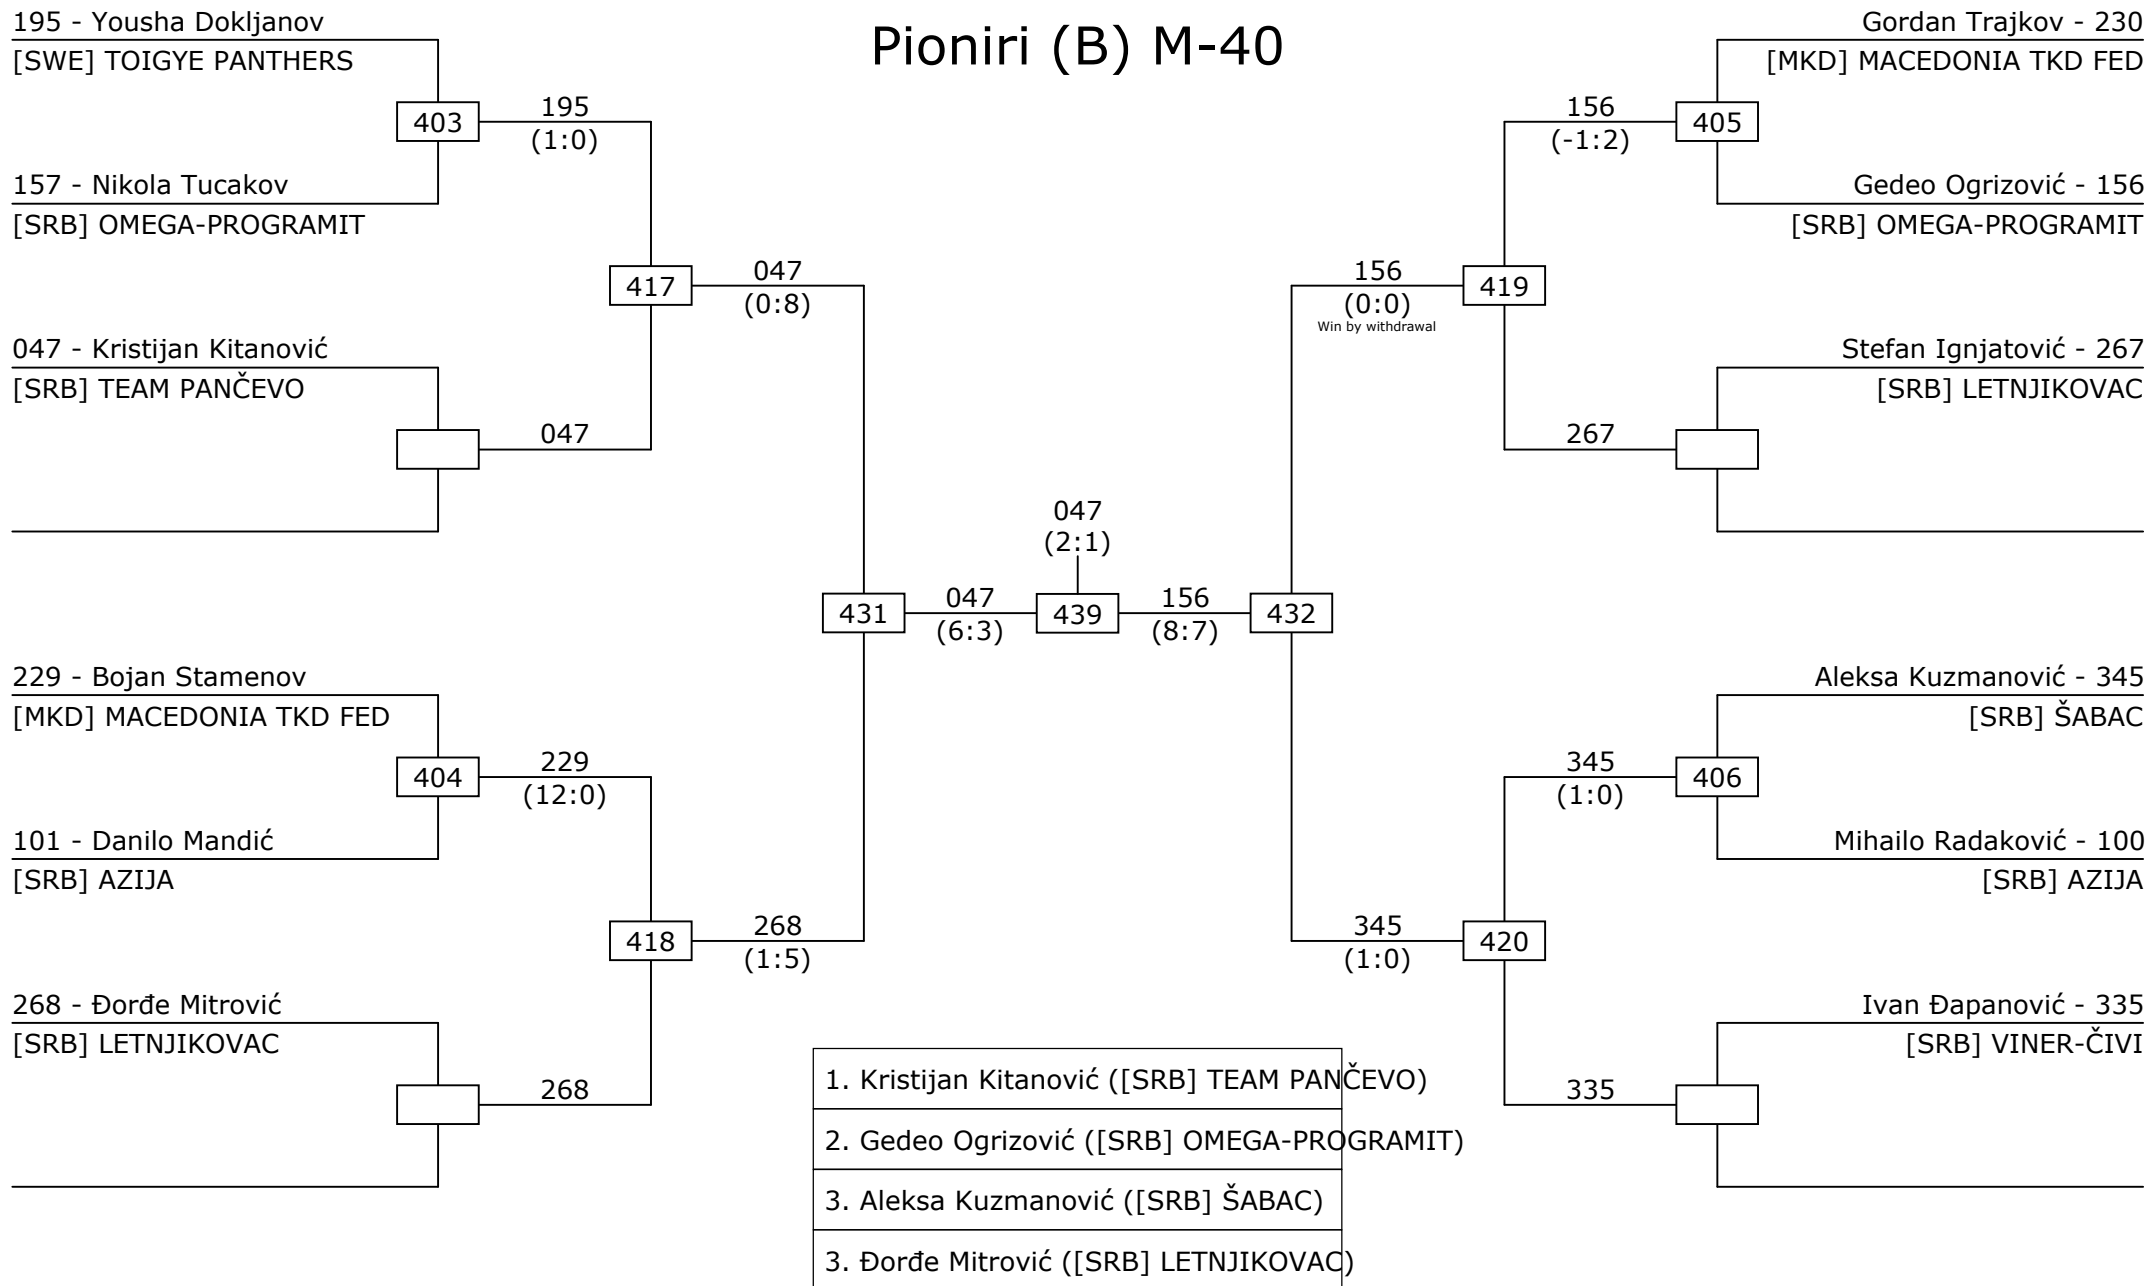 Pioniri (B) M-40
195 - Yousha Dokljanov
[SWE] TOIGYE PANTHERS
403
195
(1:0)
157 - Nikola Tucakov
[SRB] OMEGA-PROGRAMIT
417
047
(0:8)
047 - Kristijan Kitanović
[SRB] TEAM PANČEVO
047
229 - Bojan Stamenov
[MKD] MACEDONIA TKD FED
404
229
(12:0)
101 - Danilo Mandić
[SRB] AZIJA
418
268
(1:5)
268 - Đorđe Mitrović
[SRB] LETNJIKOVAC
268
431
047
(6:3)
047
(2:1)
439
156
(8:7)
432
Gordan Trajkov - 230
[MKD] MACEDONIA TKD FED
156
(-1:2)
405
Gedeo Ogrizović - 156
[SRB] OMEGA-PROGRAMIT
156
(0:0)
Win by withdrawal
419
Stefan Ignjatović - 267
[SRB] LETNJIKOVAC
267
Aleksa Kuzmanović - 345
[SRB] ŠABAC
345
(1:0)
406
Mihailo Radaković - 100
[SRB] AZIJA
345
(1:0)
420
Ivan Đapanović - 335
[SRB] VINER-ČIVI
335
1. Kristijan Kitanović ([SRB] TEAM PANČEVO)
2. Gedeo Ogrizović ([SRB] OMEGA-PROGRAMIT)
3. Aleksa Kuzmanović ([SRB] ŠABAC)
3. Đorđe Mitrović ([SRB] LETNJIKOVAC)